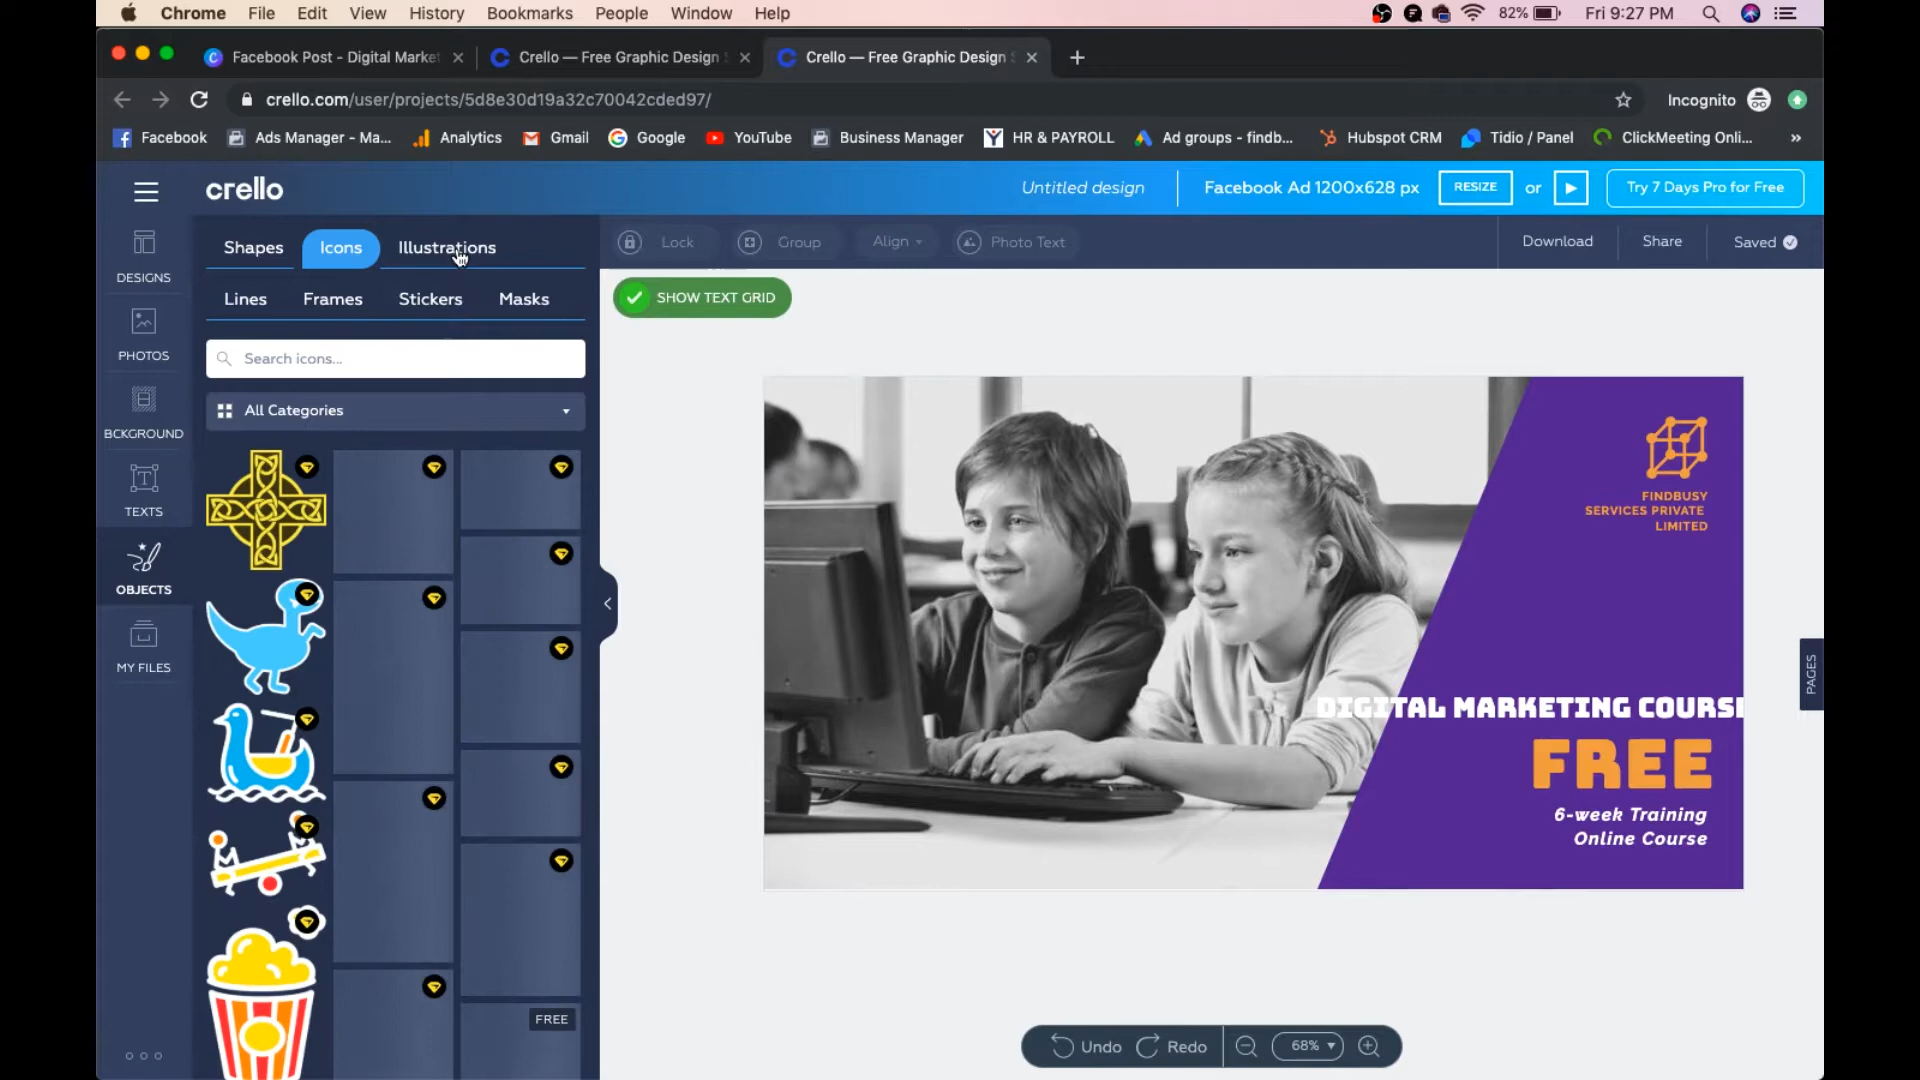 Chrome File Edit View History Bookmarks People Window Help 82% Fri 9:27 PM
Facebook Post - Digital Market Crello — Free Graphic Design Crello — Free Graphic Design
crello.com/user/projects/5d8e30d19a32c70042cded97/ Incognito
Facebook Ads Manager - Ma... Analytics Gmail Google YouTube Business Manager HR & PAYROLL Ad groups - findb... Hubspot CRM Tidio / Panel ClickMeeting Onli... »
crello Untitled design Facebook Ad 1200x628 px RESIZE or Try 7 Days Pro for Free
DESIGNS
PHOTOS
BCKGROUND
TEXTS
OBJECTS
MY FILES
Shapes Icons Illustrations
Lines Frames Stickers Masks
Search icons...
All Categories
FREE
Lock Group Align Photo Text Download Share Saved
SHOW TEXT GRID
FINDBUSY
SERVICES PRIVATE
LIMITED
DIGITAL MARKETING COURSE
FREE
6-week Training
Online Course
PAGES
Undo Redo 68%